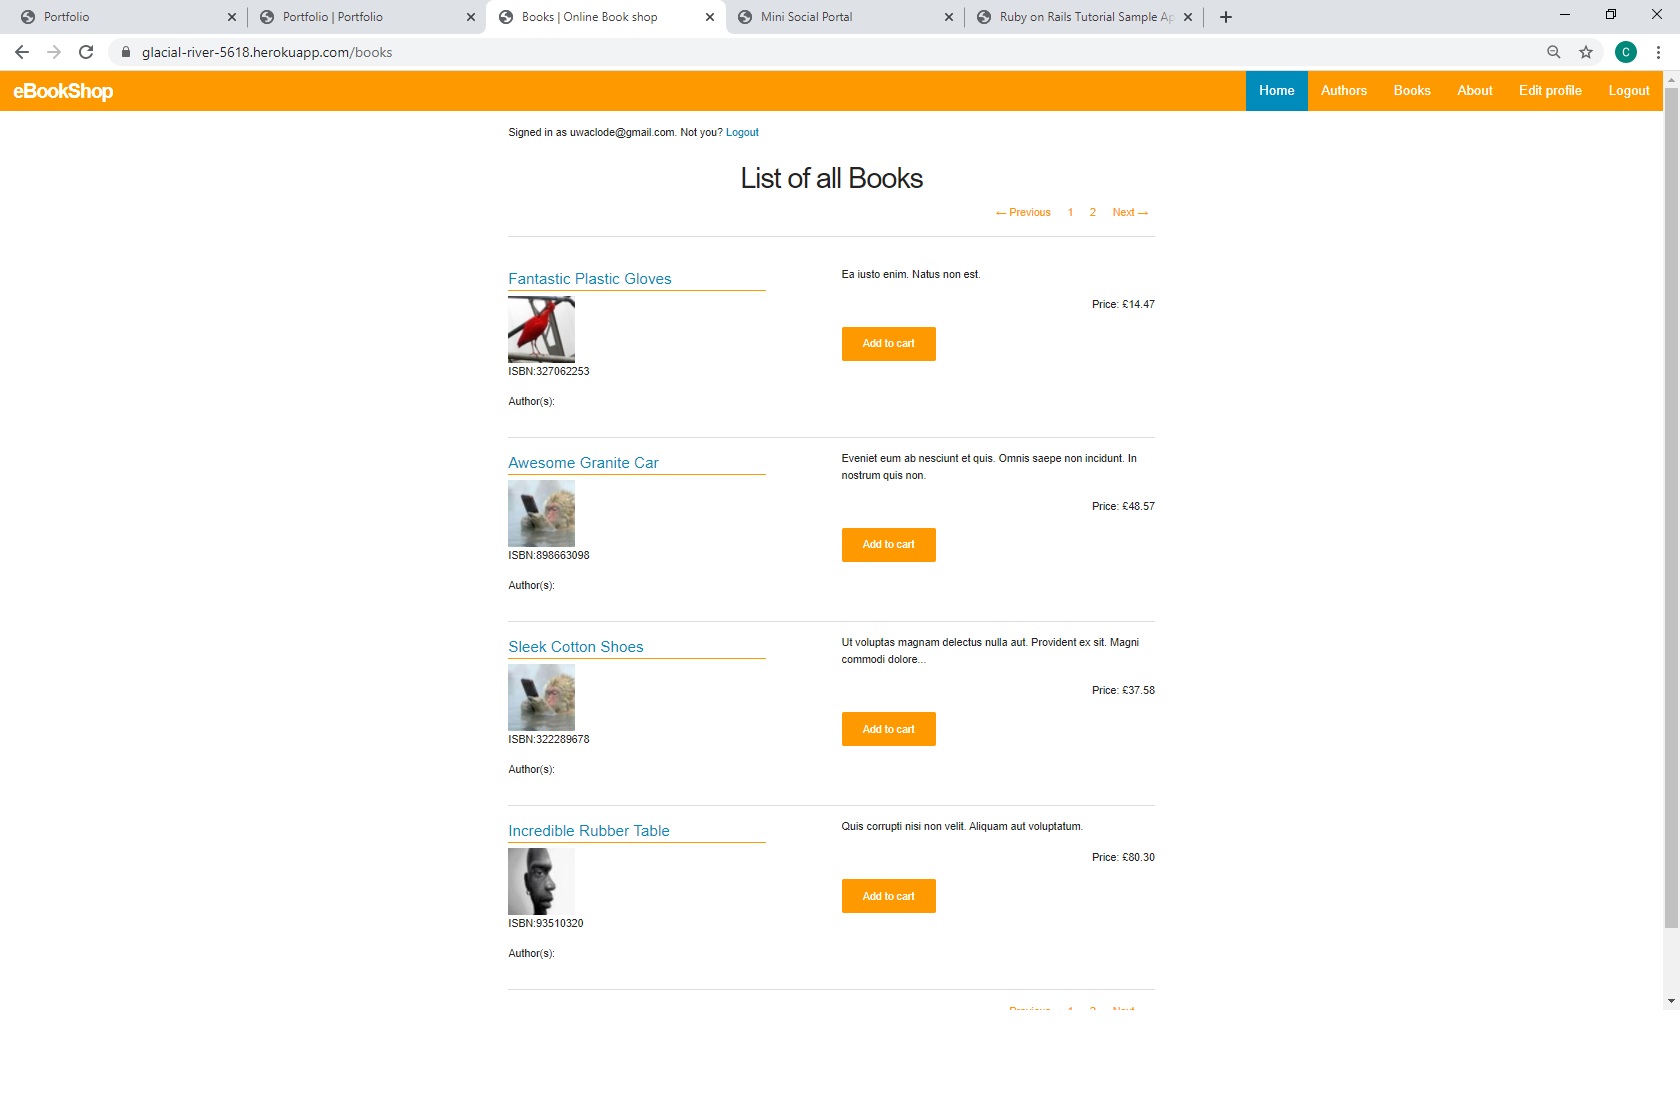 Portfolio
Portfolio | Portfolio
Books | Online Book shop
Mini Social Portal
Ruby on Rails Tutorial Sample Ap
glacial-river-5618.herokuapp.com/books
C
eBookShop
Home
Authors
Books
About
Edit profile
Logout
Signed in as uwaclode@gmail.com. Not you? Logout
List of all Books
← Previous 1 2 Next →
Fantastic Plastic Gloves
ISBN:327062253
Author(s):
Ea iusto enim. Natus non est.
Price: £14.47
Add to cart
Awesome Granite Car
ISBN:898663098
Author(s):
Eveniet eum ab nesciunt et quis. Omnis saepe non incidunt. In
nostrum quis non.
Price: £48.57
Add to cart
Sleek Cotton Shoes
ISBN:322289678
Author(s):
Ut voluptas magnam delectus nulla aut. Provident ex sit. Magni
commodi dolore...
Price: £37.58
Add to cart
Incredible Rubber Table
ISBN:93510320
Author(s):
Quis corrupti nisi non velit. Aliquam aut voluptatum.
Price: £80.30
Add to cart
Previous 1 2 Next